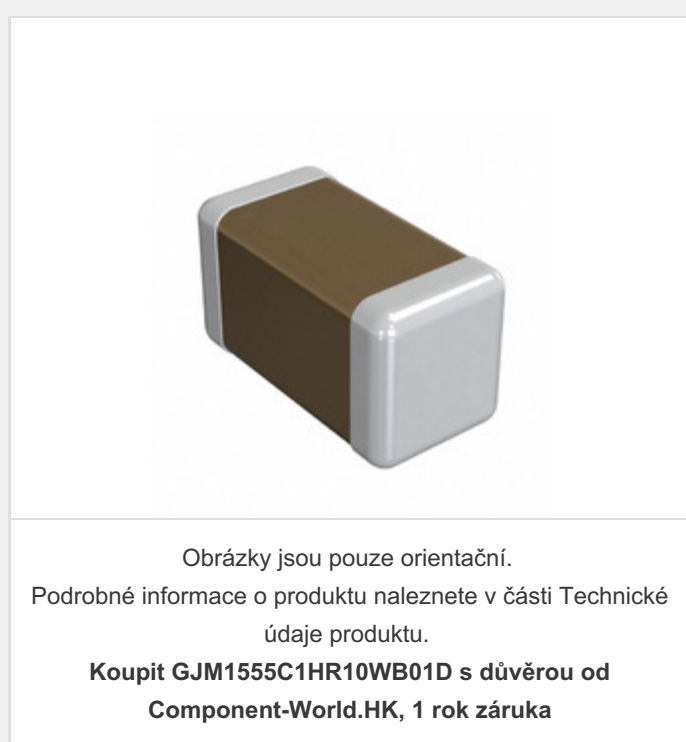 Obrázky jsou pouze orientační.
Podrobné informace o produktu naleznete v části Technické
údaje produktu.
Koupit GJM1555C1HR10WB01D s důvěrou od
Component-World.HK, 1 rok záruka